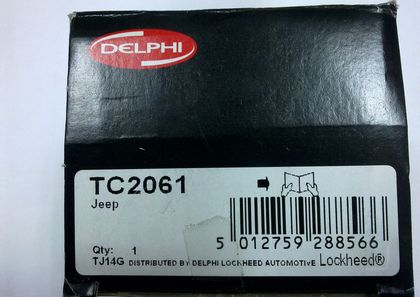 DELPHI
TC2061
Jeep
Qty: 1
5 012759 288566
TJ14G DISTRIBUTED BY DELPHI LOCKHEED AUTOMOTIVE Lockheed®